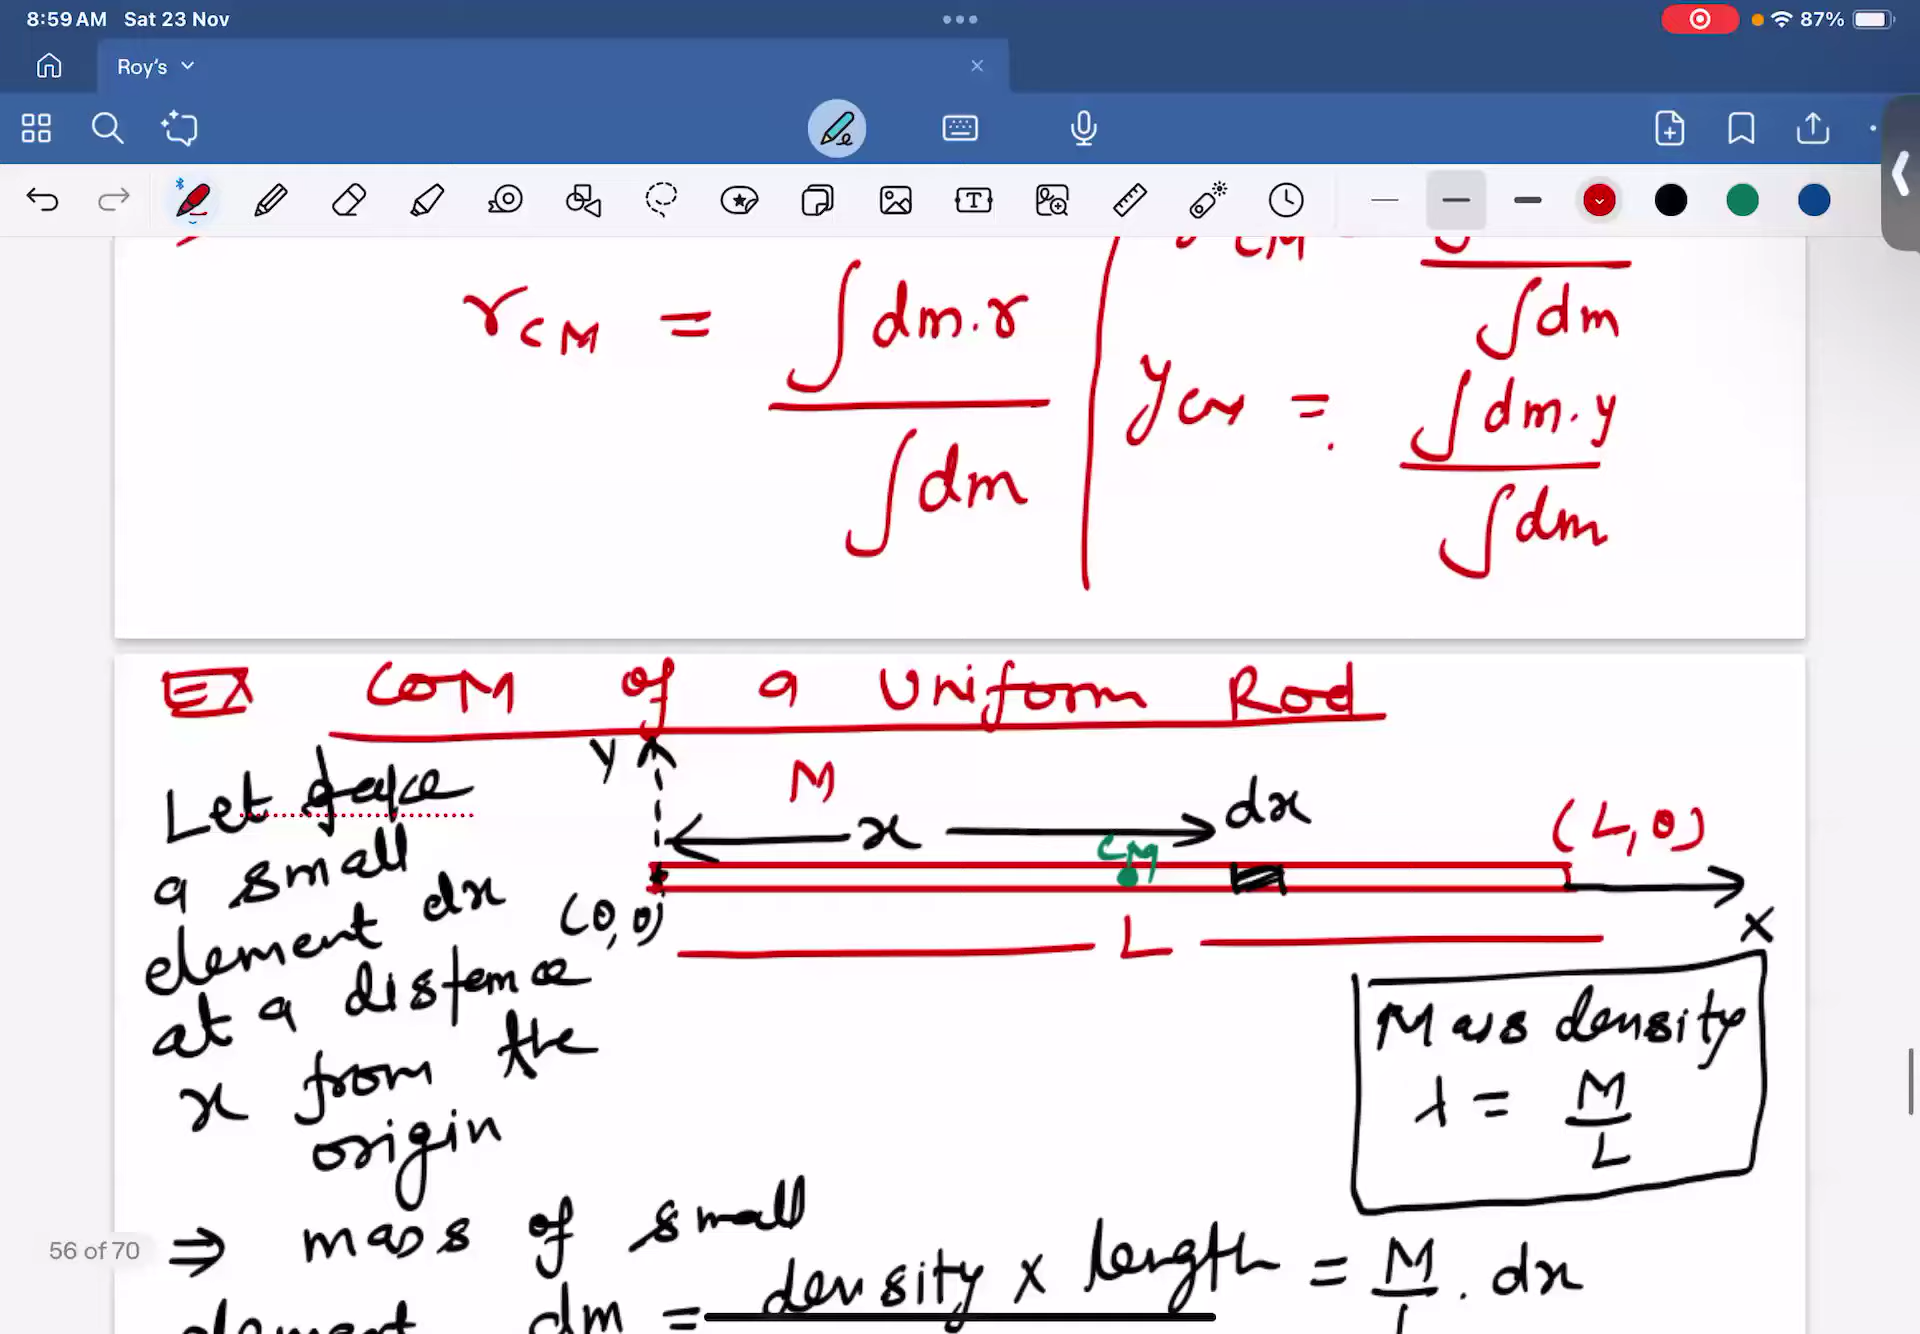 8:59 AM Sat 23 Nov
87%
Roy's
r_CM = ∫dm.r / ∫dm
∫dm
y_CM = ∫dm.y / ∫dm
EX COM of a Uniform Rod
Let take
a small
element dx
at a distance
x from the
origin
y
M
x
dx
CM
(L,0)
(0,0)
L
X
Mass density
λ = M/L
⇒ mass of small
element dm = density x length = M/L . dx
56 of 70